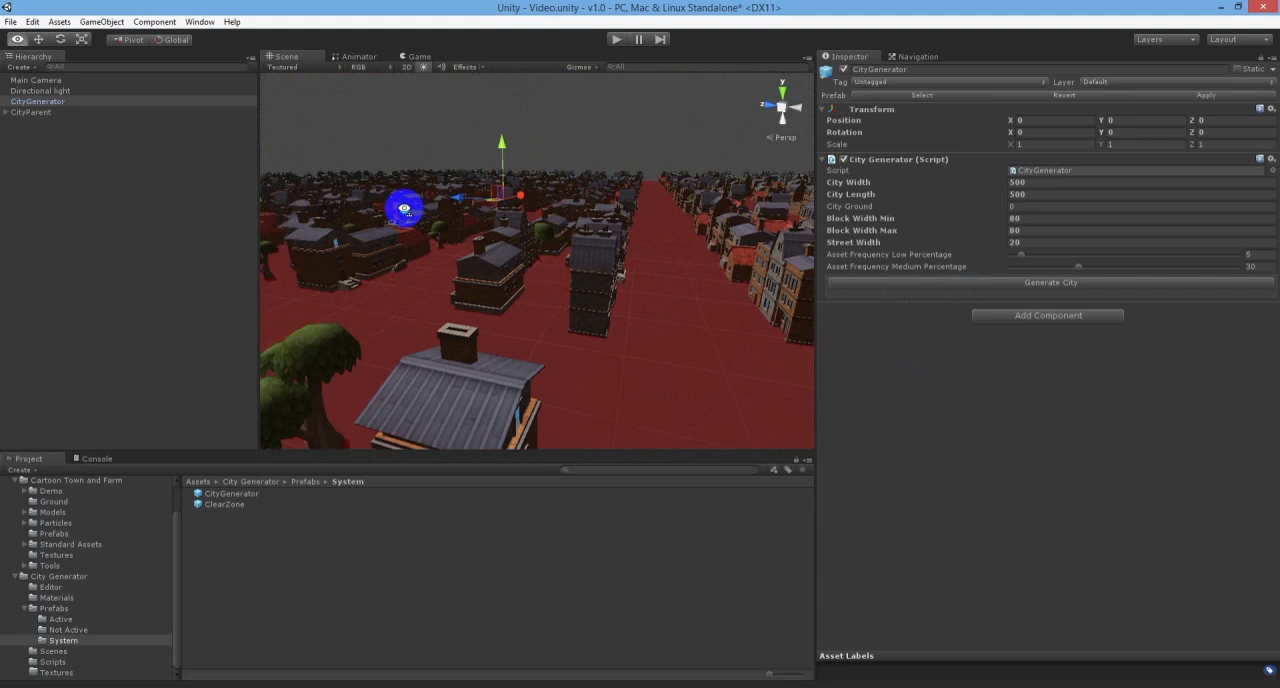 Unity - Video.unity - v1.0 - PC, Mac & Linux Standalone* <DX11>
File Edit Assets GameObject Component Window Help
Pivot Global Layers Layout
Hierarchy
Create All
Main Camera
Directional light
CityGenerator
CityParent
Scene Animator Game
Textured RGB 2D Effects Gizmos All
y
z
Persp
Inspector Navigation
CityGenerator Static
Tag Untagged Layer Default
Prefab Select Revert Apply
Transform
Position X 0 Y 0 Z 0
Rotation X 0 Y 0 Z 0
Scale X 1 Y 1 Z 1
City Generator (Script)
Script CityGenerator
City Width 500
City Length 500
City Ground 0
Block Width Min 80
Block Width Max 80
Street Width 20
Asset Frequency Low Percentage 5
Asset Frequency Medium Percentage 30
Generate City
Add Component
Asset Labels
Project Console
Create
Cartoon Town and Farm
Demo
Ground
Models
Particles
Prefabs
Standard Assets
Textures
Tools
City Generator
Editor
Materials
Prefabs
Active
Not Active
System
Scenes
Scripts
Textures
Assets City Generator Prefabs System
CityGenerator
ClearZone